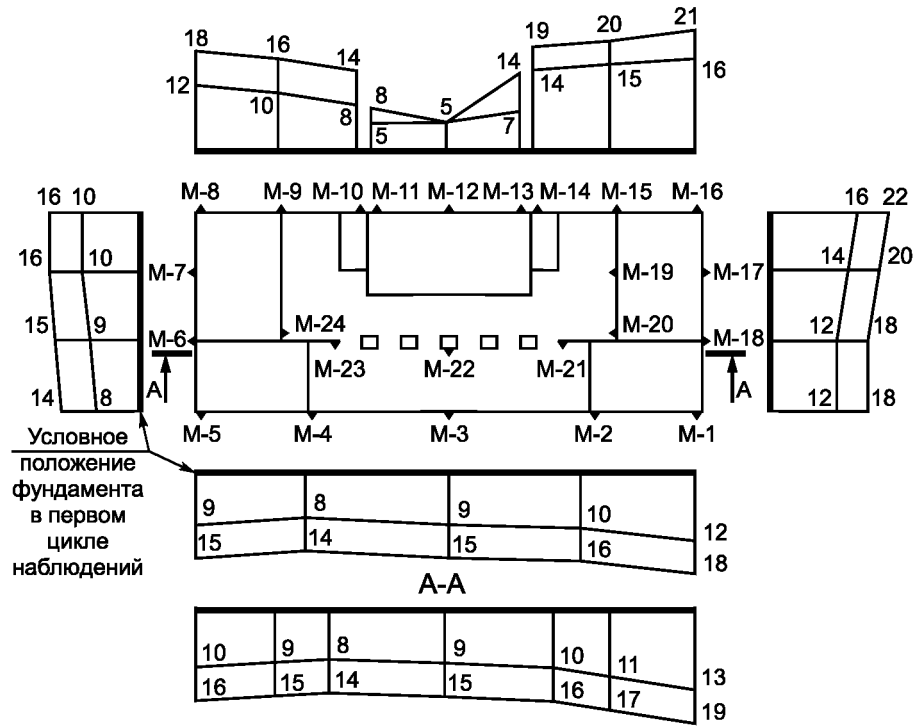 18 16 14 19 20 21
12 10 8 8 5 14 14 15 16
5 7
16 10 М-8 М-9 М-10 М-11 М-12 М-13 М-14 М-15 М-16 16 22
16 10 М-7 М-19 М-17 14 20
15 9 М-6 М-24 М-20 М-18 12 18
М-23 М-22 М-21
А А
14 8 12 18
М-5 М-4 М-3 М-2 М-1
Условное
положение
фундамента
в первом
цикле
наблюдений
9 8 9 10 12
15 14 15 16 18
А-А
10 9 8 9 10 11 13
16 15 14 15 16 17 19